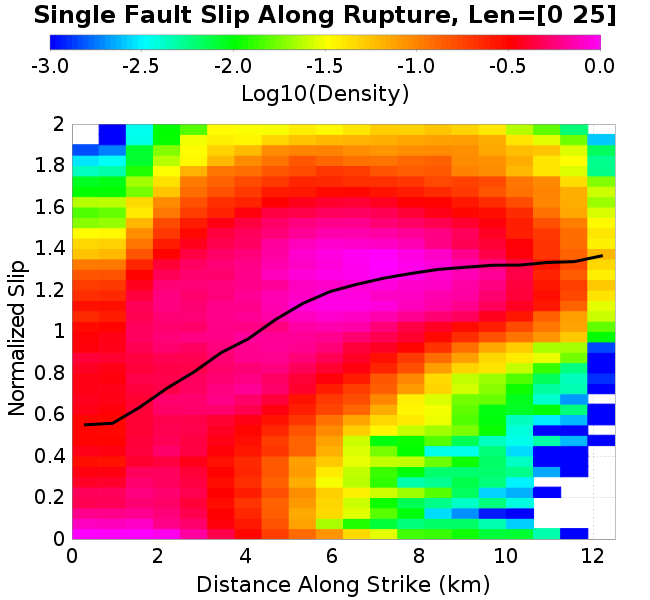 Single Fault Slip Along Rupture, Len=[0 25]
-3.0 -2.5 -2.0 -1.5 -1.0 -0.5 0.0
Log10(Density)
Normalized Slip
2
1.8
1.6
1.4
1.2
1
0.8
0.6
0.4
0.2
0
0 2 4 6 8 10 12
Distance Along Strike (km)